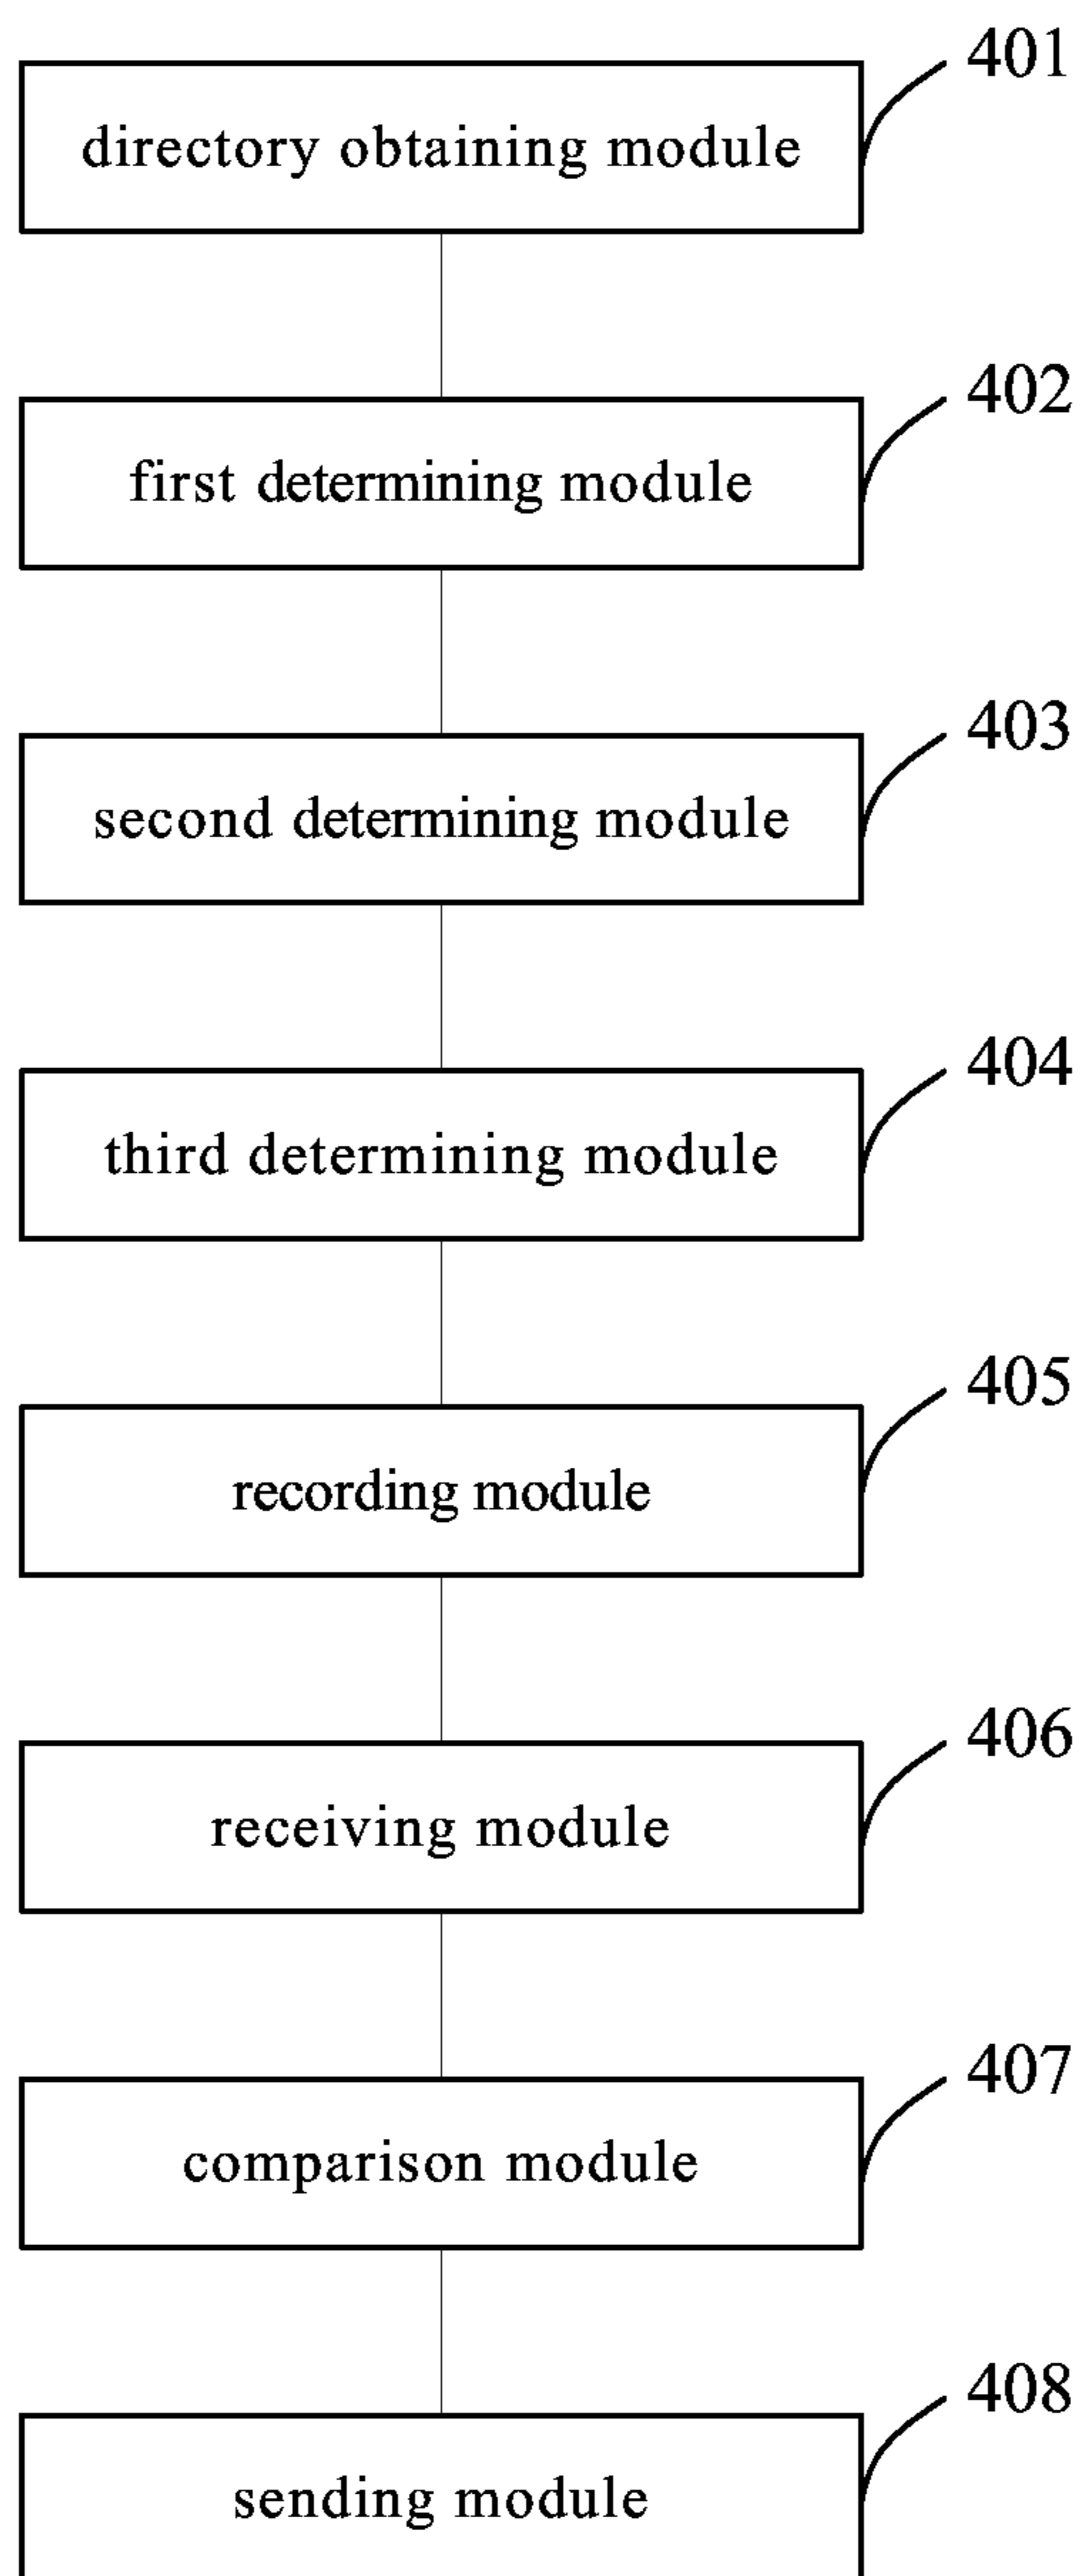 401
directory obtaining module
402
first determining module
403
second determining module
404
third determining module
405
recording module
406
receiving module
407
comparison module
408
sending module